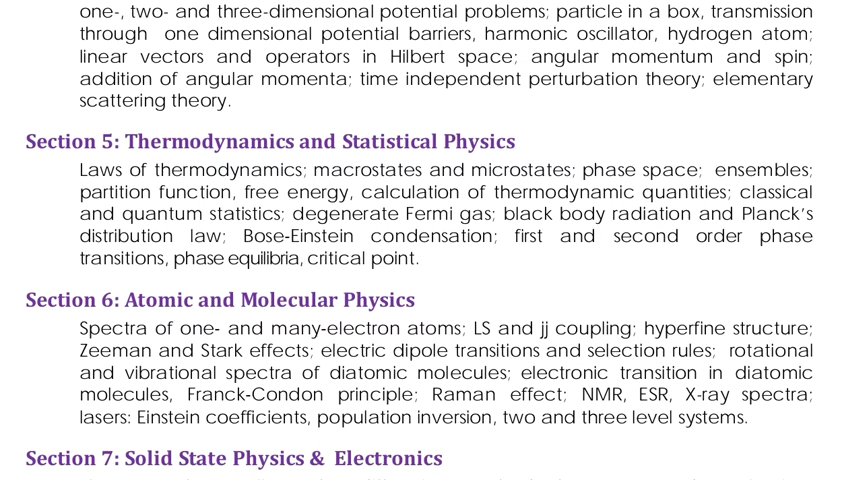 one-, two- and three-dimensional potential problems; particle in a box, transmission
through one dimensional potential barriers, harmonic oscillator, hydrogen atom;
linear vectors and operators in Hilbert space; angular momentum and spin;
addition of angular momenta; time independent perturbation theory; elementary
scattering theory.
Section 5: Thermodynamics and Statistical Physics
Laws of thermodynamics; macrostates and microstates; phase space; ensembles;
partition function, free energy, calculation of thermodynamic quantities; classical
and quantum statistics; degenerate Fermi gas; black body radiation and Planck's
distribution law; Bose-Einstein condensation; first and second order phase
transitions, phase equilibria, critical point.
Section 6: Atomic and Molecular Physics
Spectra of one- and many-electron atoms; LS and jj coupling; hyperfine structure;
Zeeman and Stark effects; electric dipole transitions and selection rules; rotational
and vibrational spectra of diatomic molecules; electronic transition in diatomic
molecules, Franck-Condon principle; Raman effect; NMR, ESR, X-ray spectra;
lasers: Einstein coefficients, population inversion, two and three level systems.
Section 7: Solid State Physics & Electronics